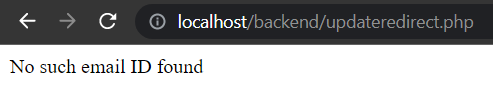 localhost/backend/updateredirect.php
No such email ID found